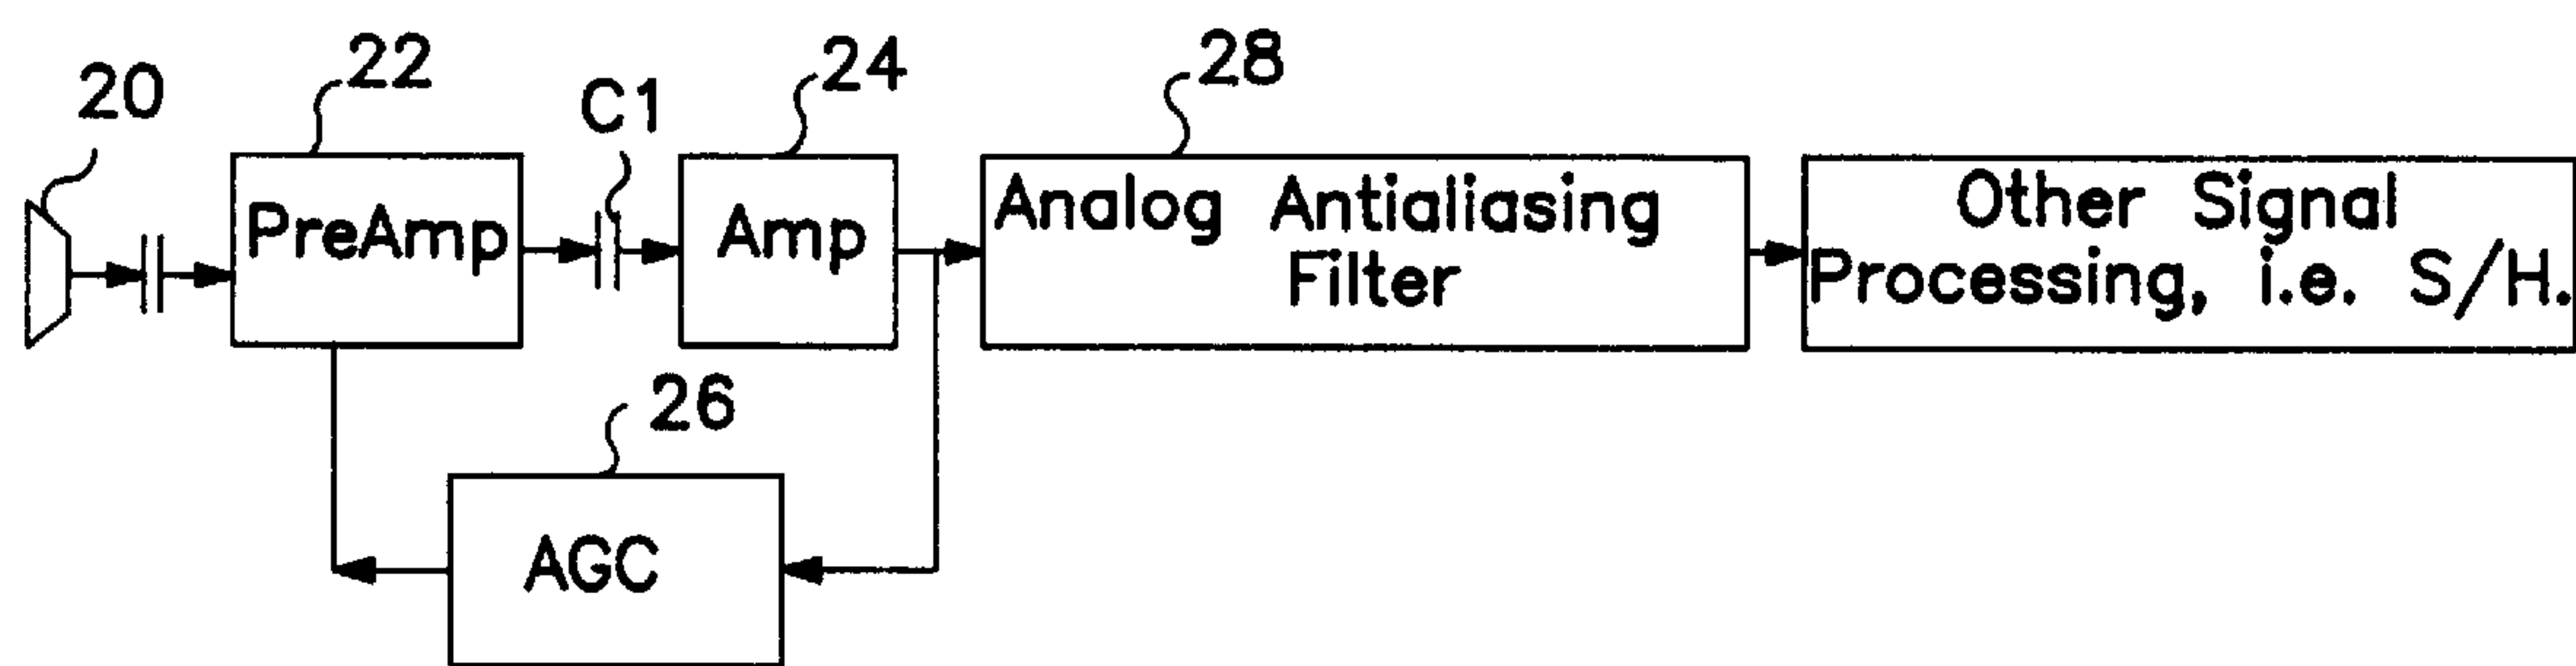 20
22
C1
24
28
PreAmp
Amp
Analog Antialiasing
Filter
Other Signal
Processing, i.e. S/H.
26
AGC